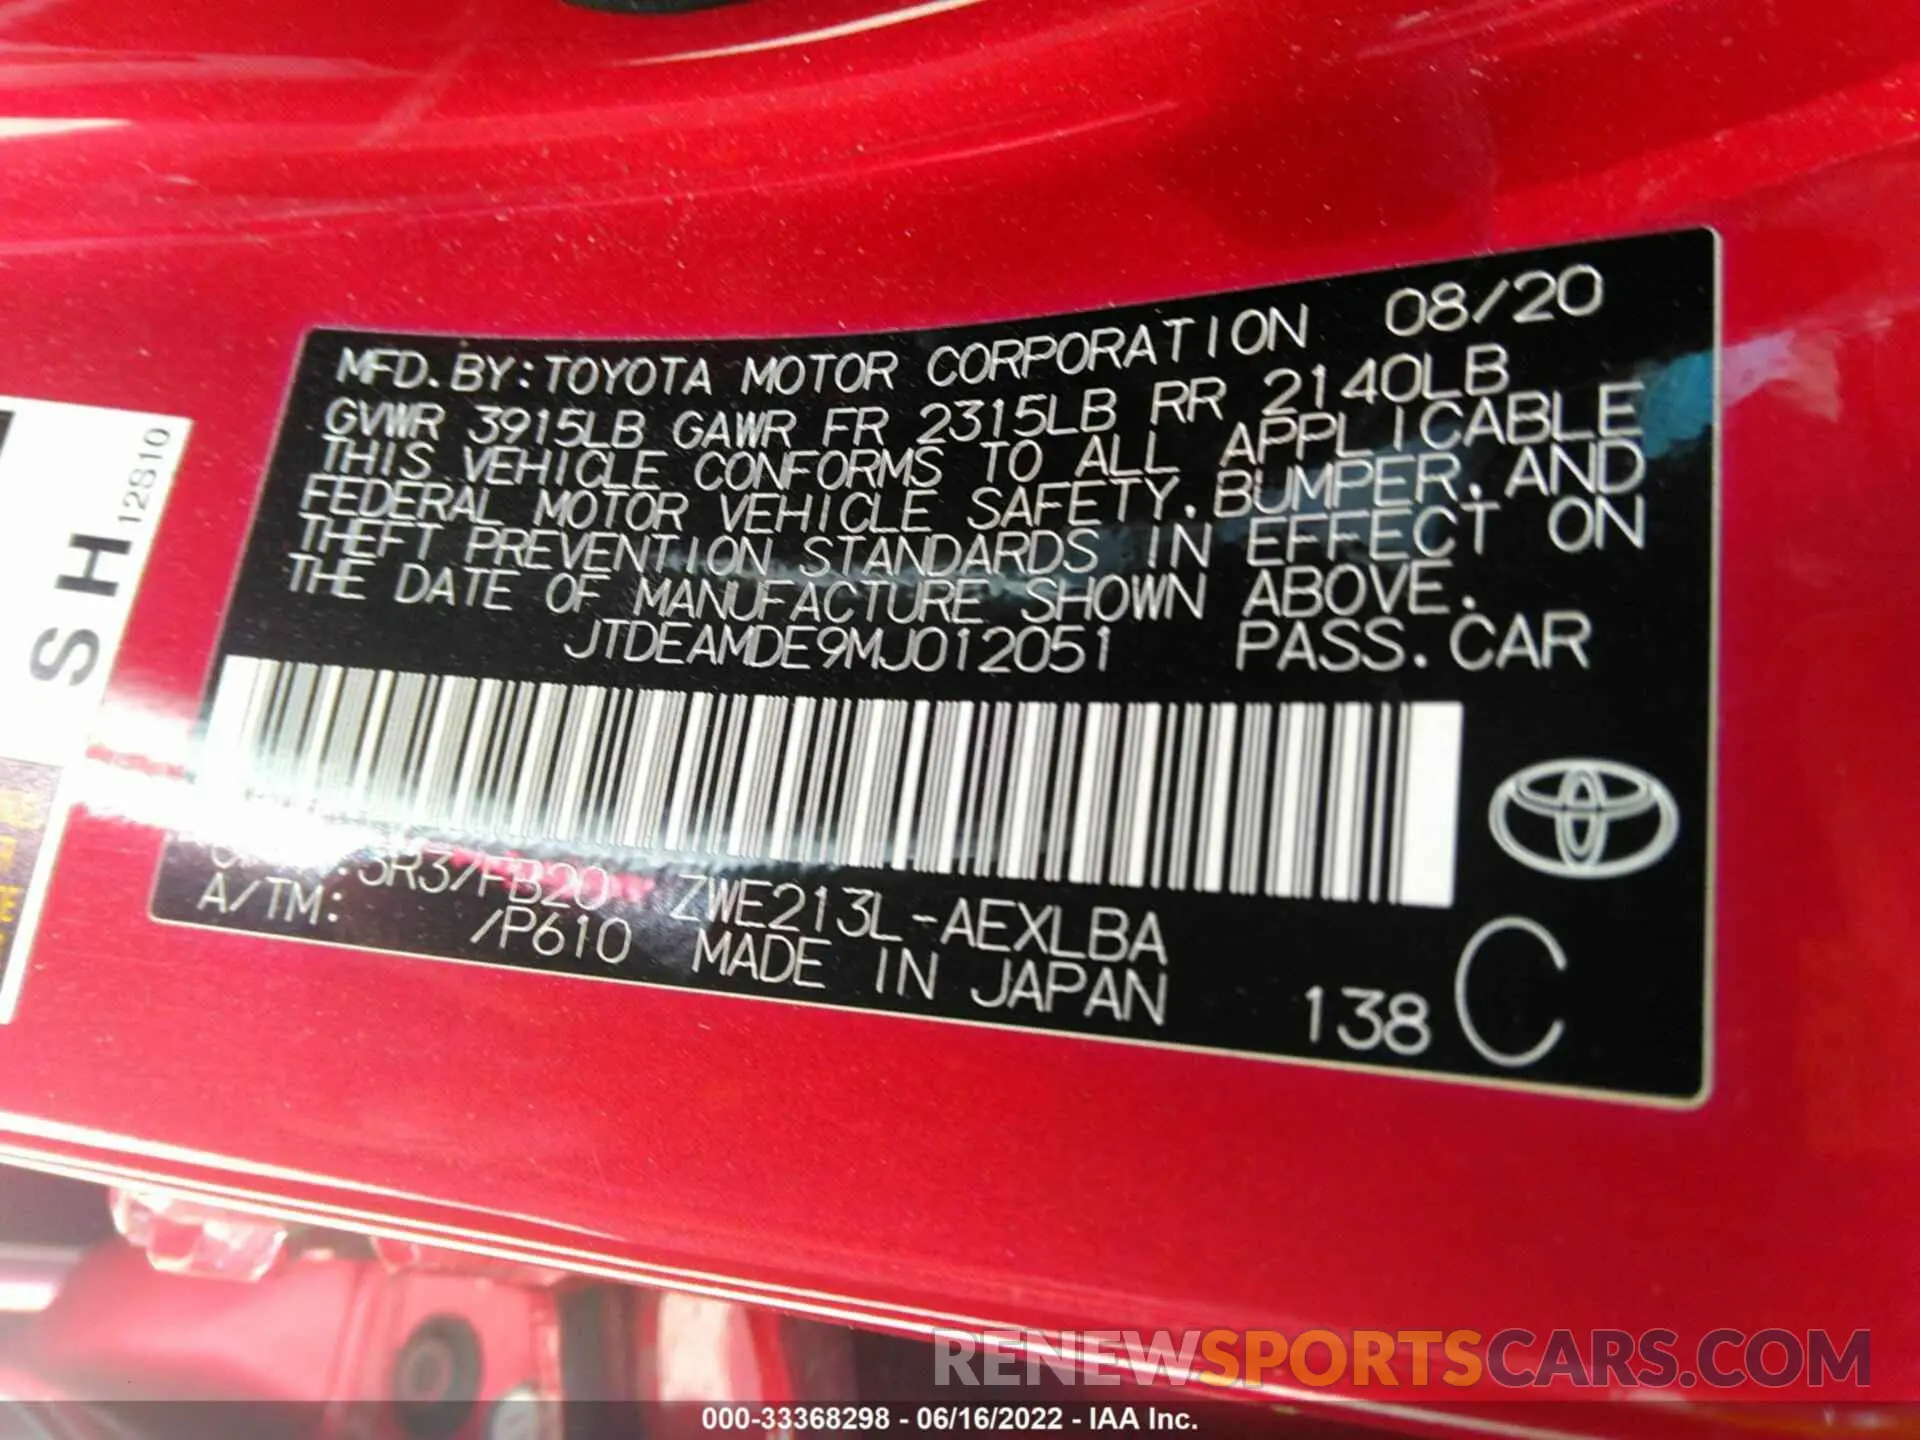 MFD. BY: TOYOTA MOTOR CORPORATION 08/20
GVWR 3915LB GAWR FR 2315LB RR 2140LB
THIS VEHICLE CONFORMS TO ALL APPLICABLE
FEDERAL MOTOR VEHICLE SAFETY, BUMPER, AND
THEFT PREVENTION STANDARDS IN EFFECT ON
THE DATE OF MANUFACTURE SHOWN ABOVE.
JTDEAMDE9MJ012051 PASS. CAR
3R3/FB20 ZWE213L-AEXLBA
A/TM: /P610 MADE IN JAPAN
138 C
SH
12S10
RENEWSPORTSCARS.COM
000-33368298 - 06/16/2022 - IAA Inc.